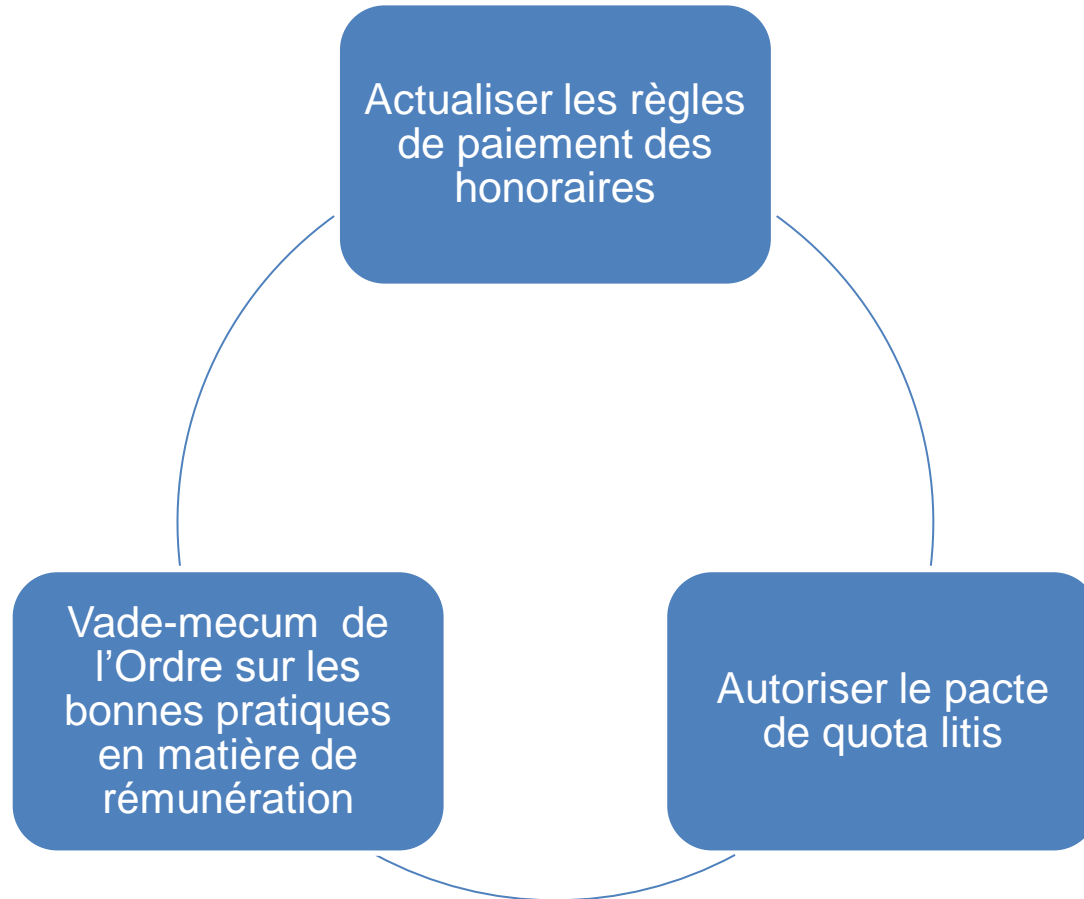 Actualiser les règles
de paiement des
honoraires
Vade-mecum  de
l’Ordre sur les
bonnes pratiques
en matière de
rémunération
Autoriser le pacte
de quota litis